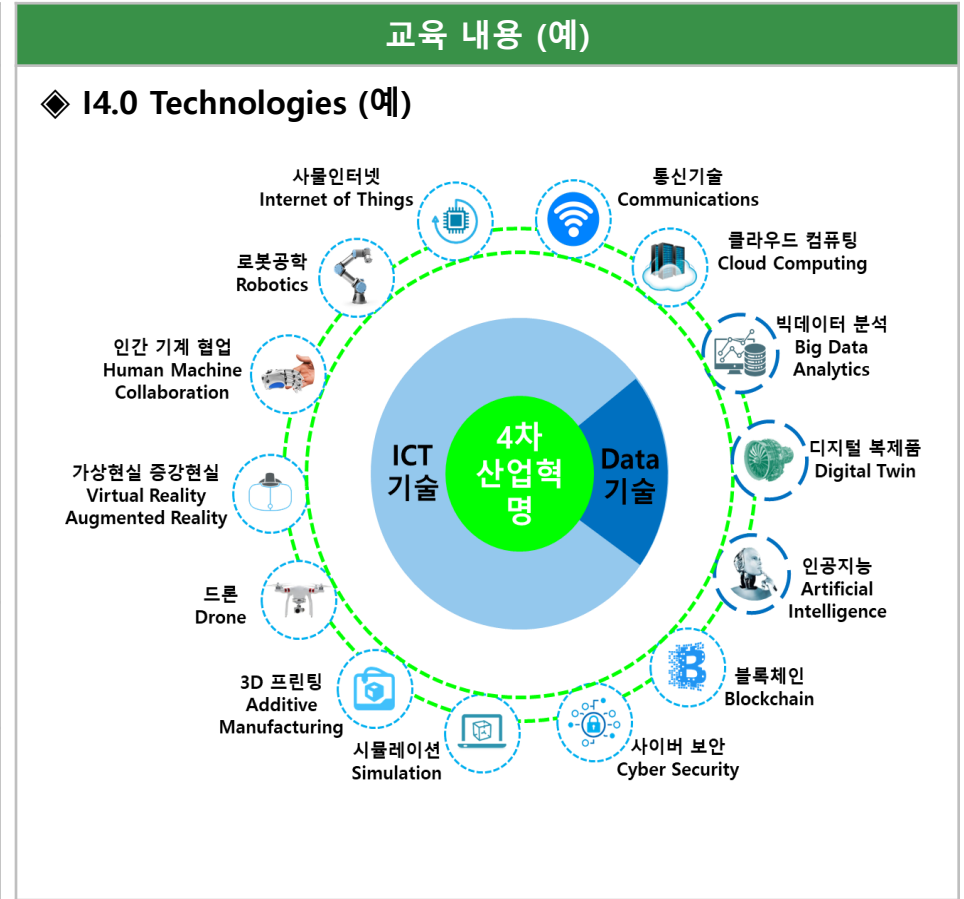 교육 내용 (예)
◈ I4.0 Technologies (예)
사물인터넷
Internet of Things
통신기술
Communications
클라우드 컴퓨팅
Cloud Computing
빅데이터 분석
Big Data
Analytics
디지털 복제품
Digital Twin
인공지능
Artificial
Intelligence
블록체인
Blockchain
사이버 보안
Cyber Security
시뮬레이션
Simulation
3D 프린팅
Additive
Manufacturing
드론
Drone
가상현실 증강현실
Virtual Reality
Augmented Reality
인간 기계 협업
Human Machine
Collaboration
로봇공학
Robotics
ICT
기술
4차
산업혁
명
Data
기술